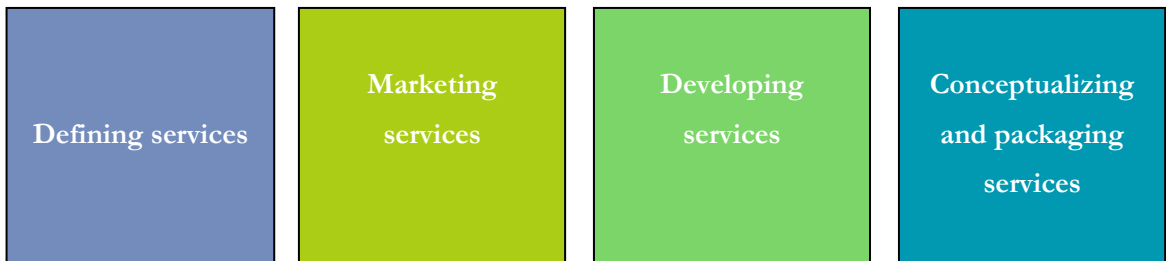 Defining services
Marketing
services
Developing
services
Conceptualizing
and packaging
services